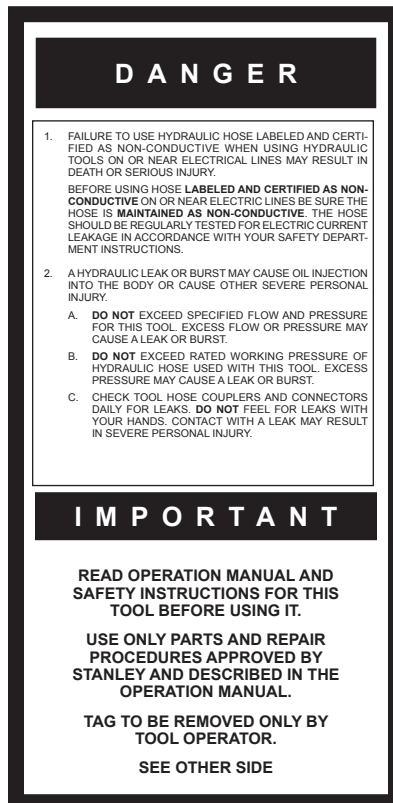 D A N G E R
1. FAILURE TO USE HYDRAULIC HOSE LABELED AND CERTI-
FIED AS NON-CONDUCTIVE WHEN USING HYDRAULIC
TOOLS ON OR NEAR ELECTRICAL LINES MAY RESULT IN
DEATH OR SERIOUS INJURY.
BEFORE USING HOSE LABELED AND CERTIFIED AS NON-
CONDUCTIVE ON OR NEAR ELECTRIC LINES BE SURE THE
HOSE IS MAINTAINED AS NON-CONDUCTIVE. THE HOSE
SHOULD BE REGULARLY TESTED FOR ELECTRIC CURRENT
LEAKAGE IN ACCORDANCE WITH YOUR SAFETY DEPART-
MENT INSTRUCTIONS.
2. A HYDRAULIC LEAK OR BURST MAY CAUSE OIL INJECTION
INTO THE BODY OR CAUSE OTHER SEVERE PERSONAL
INJURY.
A. DO NOT EXCEED SPECIFIED FLOW AND PRESSURE
FOR THIS TOOL. EXCESS FLOW OR PRESSURE MAY
CAUSE A LEAK OR BURST.
B. DO NOT EXCEED RATED WORKING PRESSURE OF
HYDRAULIC HOSE USED WITH THIS TOOL. EXCESS
PRESSURE MAY CAUSE A LEAK OR BURST.
C. CHECK TOOL HOSE COUPLERS AND CONNECTORS
DAILY FOR LEAKS. DO NOT FEEL FOR LEAKS WITH
YOUR HANDS. CONTACT WITH A LEAK MAY RESULT
IN SEVERE PERSONAL INJURY.
I M P O R T A N T
READ OPERATION MANUAL AND
SAFETY INSTRUCTIONS FOR THIS
TOOL BEFORE USING IT.
USE ONLY PARTS AND REPAIR
PROCEDURES APPROVED BY
STANLEY AND DESCRIBED IN THE
OPERATION MANUAL.
TAG TO BE REMOVED ONLY BY
TOOL OPERATOR.
SEE OTHER SIDE